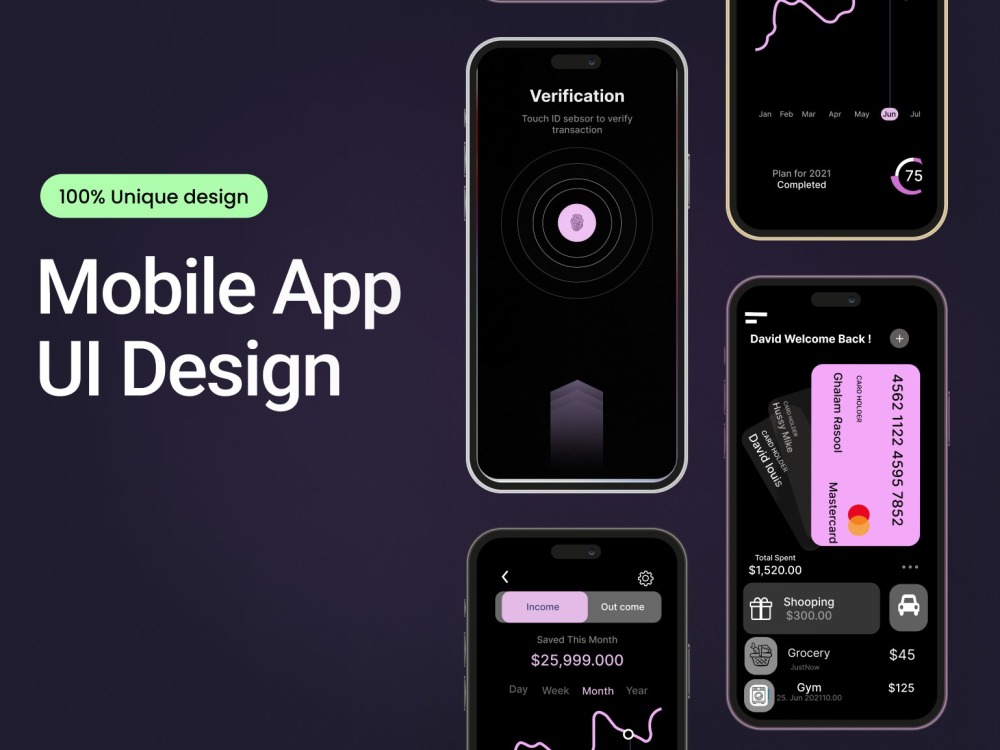 100% Unique design
Mobile App
UI Design
Verification
Touch ID sebsor to verify
transaction
Income
Out come
Saved This Month
$25,999.000
Day Week Month Year
Jan Feb Mar Apr May Jun Jul
Plan for 2021
Completed
75
David Welcome Back !
4562 1122 4595 7852
CARD HOLDER
Ghalam Rasool
Mastercard
CARD HOLDER
Hussy Mike
CARD HOLDER
David louis
Total Spent
$1,520.00
Shooping
$300.00
Grocery
JustNow
$45
Gym
25. Jun 202110.00
$125